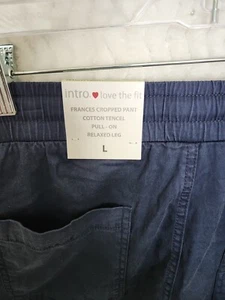 intro. love the fit
FRANCES CROPPED PANT
COTTON TENCEL
PULL - ON
RELAXED LEG
L